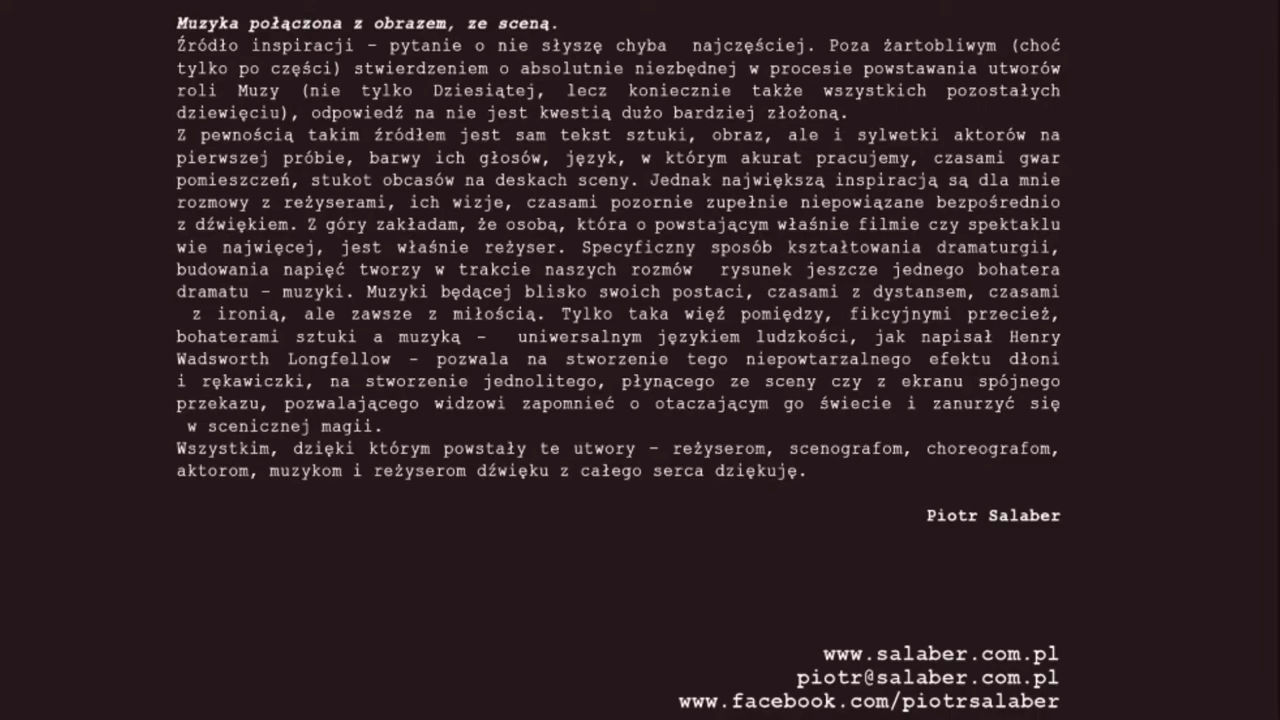 Muzyka połączona z obrazem, ze sceną.
Źródło inspiracji – pytanie o nie słyszę chyba najczęściej. Poza żartobliwym (choć
tylko po części) stwierdzeniem o absolutnie niezbędnej w procesie powstawania utworów
roli Muzy (nie tylko Dziesiątej, lecz koniecznie także wszystkich pozostałych
dziewięciu), odpowiedź na nie jest kwestią dużo bardziej złożoną.
Z pewnością takim źródłem jest sam tekst sztuki, obraz, ale i sylwetki aktorów na
pierwszej próbie, barwy ich głosów, język, w którym akurat pracujemy, czasami gwar
pomieszczeń, stukot obcasów na deskach sceny. Jednak największą inspiracją są dla mnie
rozmowy z reżyserami, ich wizje, czasami pozornie zupełnie niepowiązane bezpośrednio
z dźwiękiem. Z góry zakładam, że osobą, która o powstającym właśnie filmie czy spektaklu
wie najwięcej, jest właśnie reżyser. Specyficzny sposób kształtowania dramaturgii,
budowania napięć tworzy w trakcie naszych rozmów rysunek jeszcze jednego bohatera
dramatu – muzyki. Muzyki będącej blisko swoich postaci, czasami z dystansem, czasami
z ironią, ale zawsze z miłością. Tylko taka więź pomiędzy, fikcyjnymi przecież,
bohaterami sztuki a muzyką – uniwersalnym językiem ludzkości, jak napisał Henry
Wadsworth Longfellow - pozwala na stworzenie tego niepowtarzalnego efektu dłoni
i rękawiczki, na stworzenie jednolitego, płynącego ze sceny czy z ekranu spójnego
przekazu, pozwalającego widzowi zapomnieć o otaczającym go świecie i zanurzyć się
w scenicznej magii.
Wszystkim, dzięki którym powstały te utwory – reżyserom, scenografom, choreografom,
aktorom, muzykom i reżyserom dźwięku z całego serca dziękuję.
Piotr Salaber
www.salaber.com.pl
piotr@salaber.com.pl
www.facebook.com/piotrsalaber